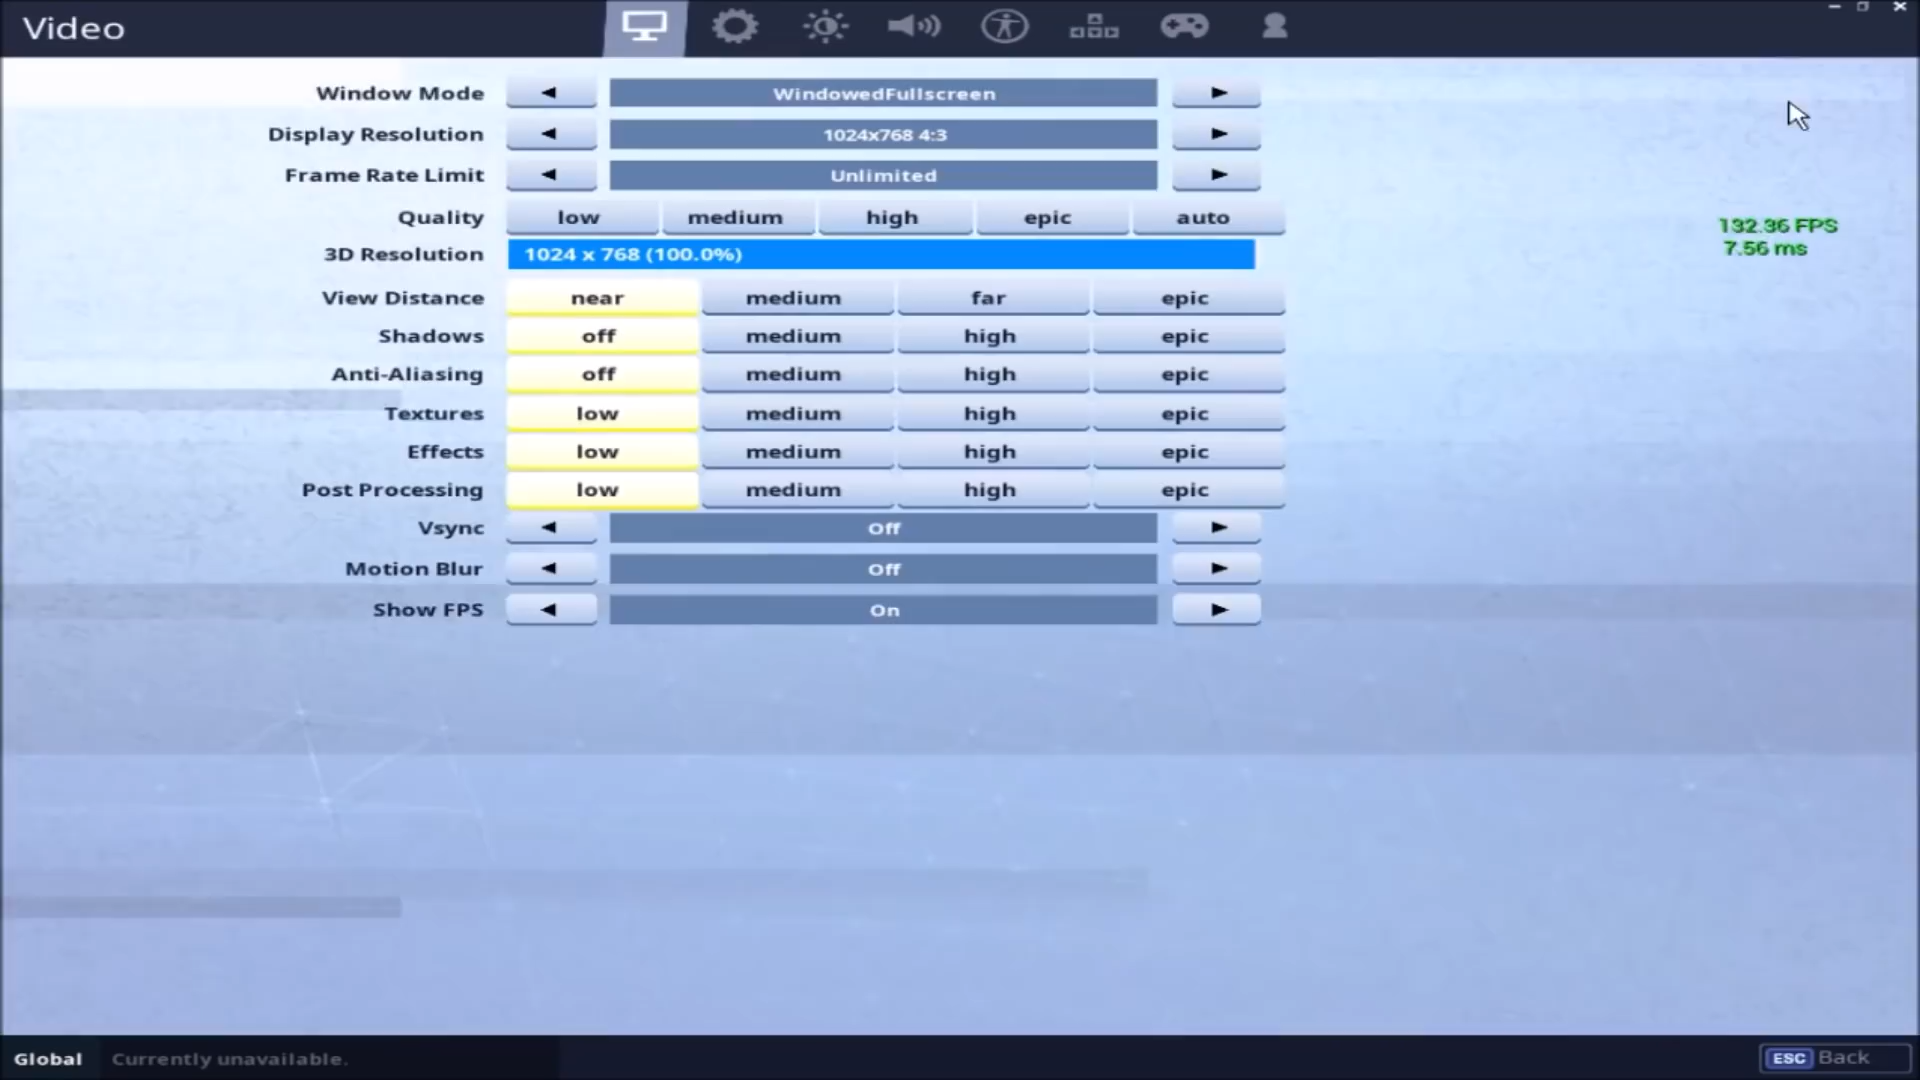 Video
Window Mode ◄ WindowedFullscreen ►
Display Resolution ◄ 1024x768 4:3 ►
Frame Rate Limit ◄ Unlimited ►
Quality low medium high epic auto
132.36 FPS
7.56 ms
3D Resolution 1024 x 768 (100.0%)
View Distance near medium far epic
Shadows off medium high epic
Anti-Aliasing off medium high epic
Textures low medium high epic
Effects low medium high epic
Post Processing low medium high epic
Vsync ◄ Off ►
Motion Blur ◄ Off ►
Show FPS ◄ On ►
Global Currently unavailable. ESC Back